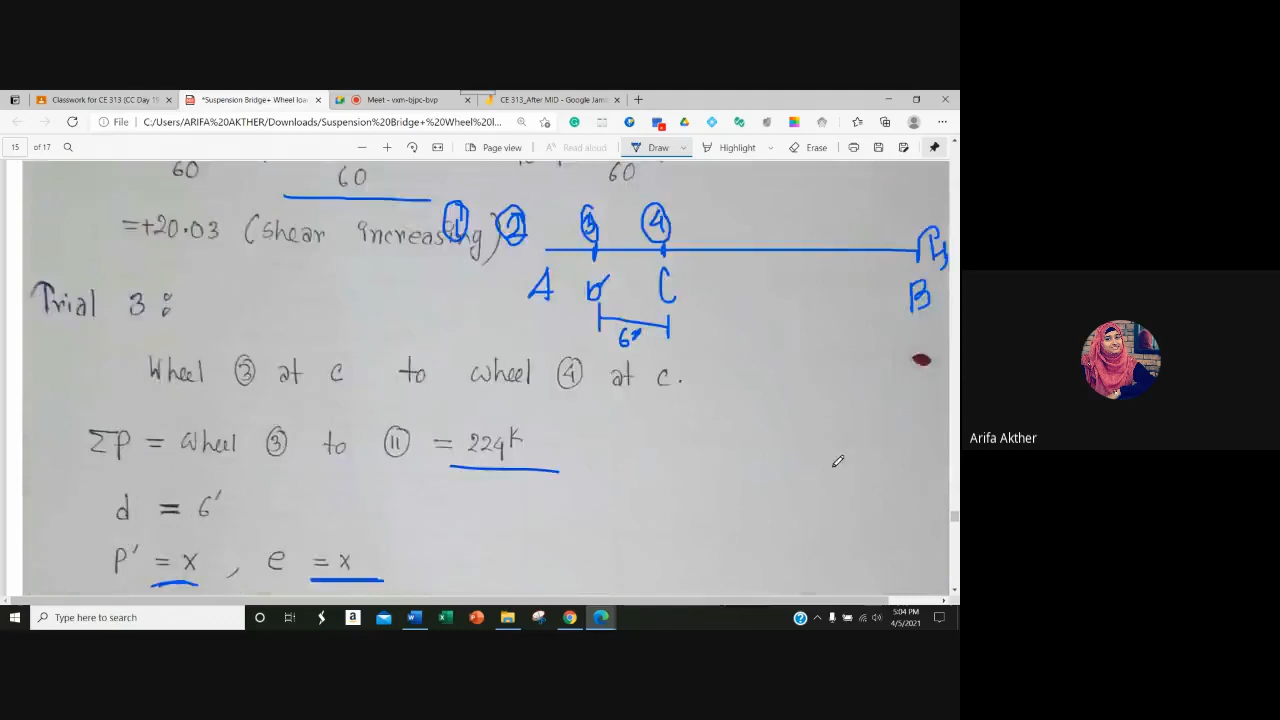 Classwork for CE 313 (CC Day 19
*Suspension Bridge+ Wheel loa
Meet - vxm-bjpc-bvp
CE 313_After MID - Google Jam
File
C:/Users/ARIFA%20AKTHER/Downloads/Suspension%20Bridge+%20Wheel%20l...
15 of 17
Page view
Read aloud
Draw
Highlight
Erase
60 60 60
=+20.03 (shear increasing)
1 2 3 4
A D C B
6'
Trial 3:
Wheel ③ at c to wheel ④ at c.
ΣP = wheel ③ to ⑪ = 224k
d = 6'
P' = x , e = x
Arifa Akther
Type here to search
5:04 PM
4/5/2021